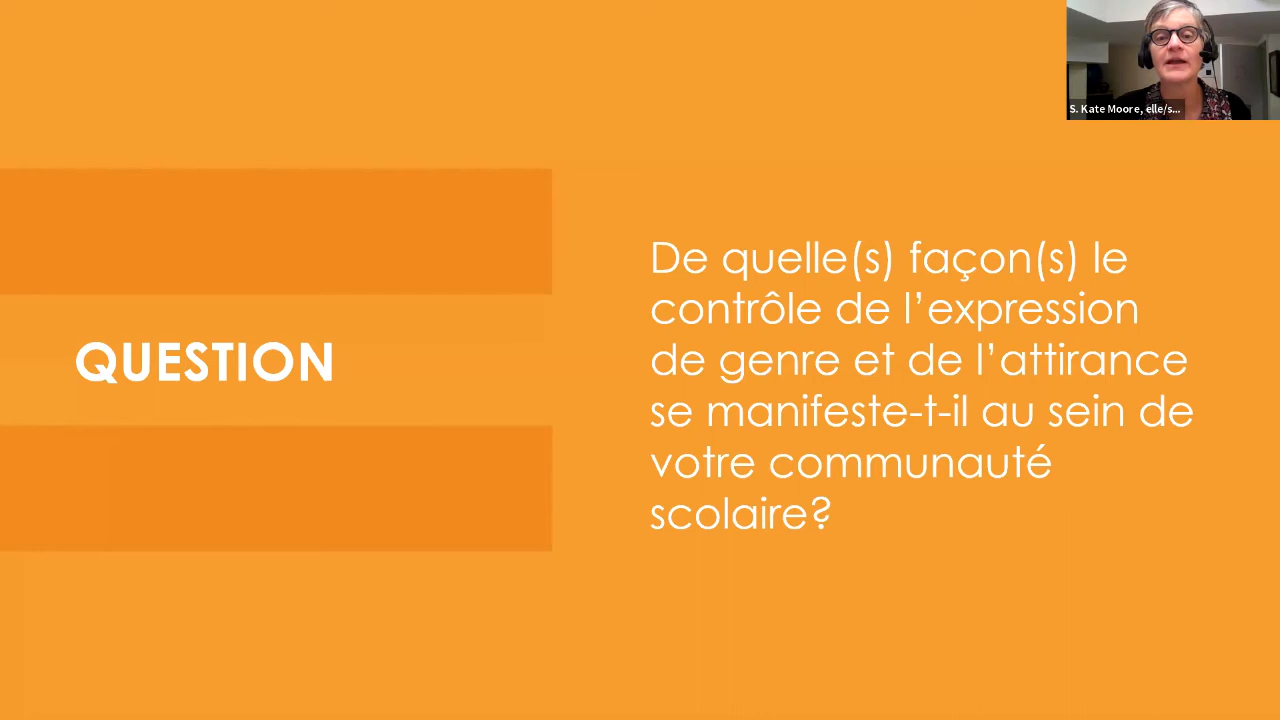 S. Kate Moore, elle/s...
QUESTION
De quelle(s) façon(s) le
contrôle de l’expression
de genre et de l’attirance
se manifeste-t-il au sein de
votre communauté
scolaire?